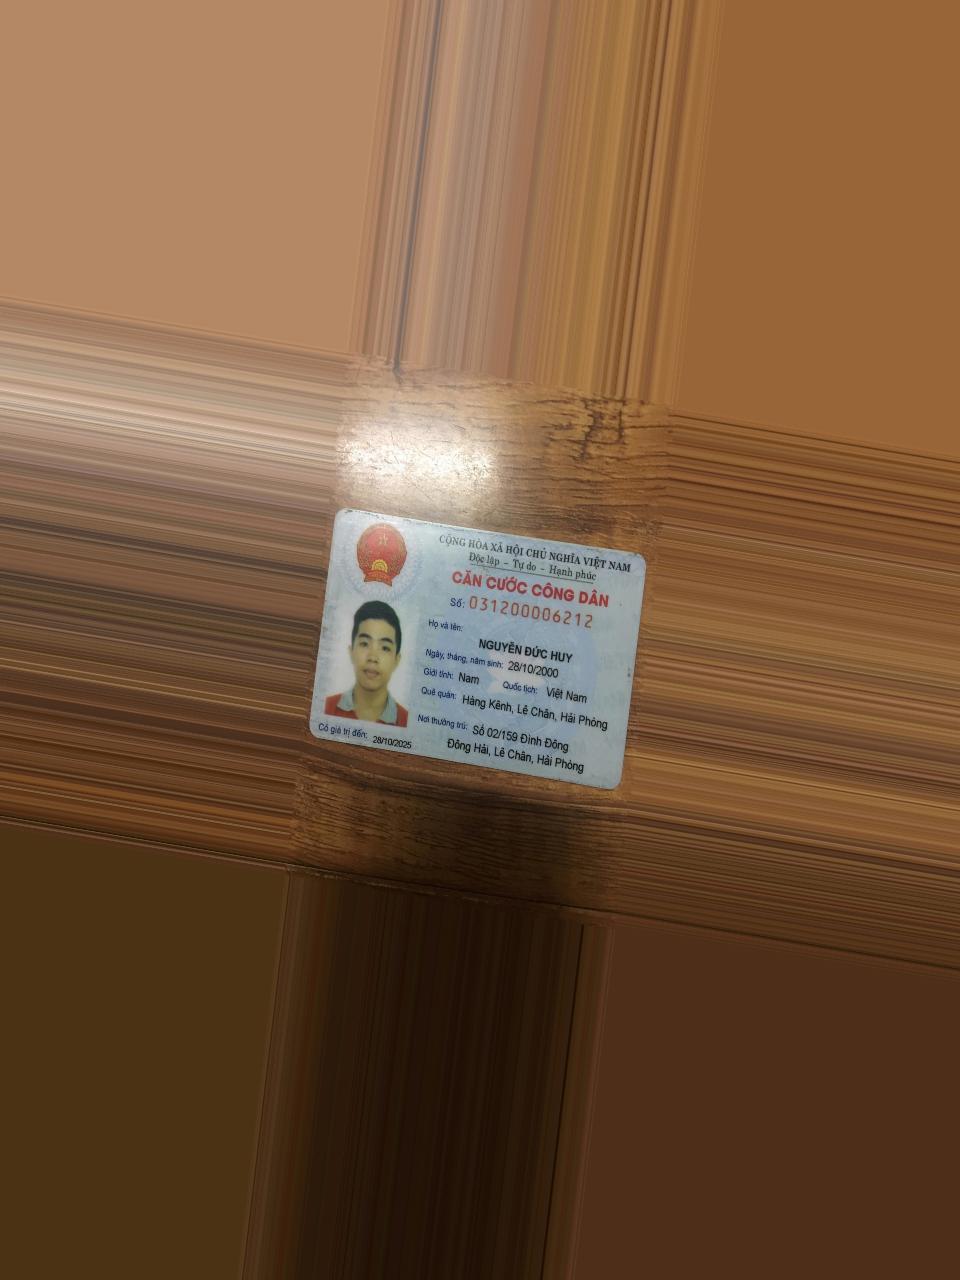 CỘNG HÒA XÃ HỘI CHỦ NGHĨA VIỆT NAM
Độc lập – Tự do – Hạnh phúc
CĂN CƯỚC CÔNG DÂN
Số: 031200006212
Họ và tên:
NGUYỄN ĐỨC HUY
Ngày, tháng, năm sinh: 28/10/2000
Giới tính: Nam Quốc tịch: Việt Nam
Quê quán: Hàng Kênh, Lê Chân, Hải Phòng
Nơi thường trú: Số 02/159 Đình Đông
Đông Hải, Lê Chân, Hải Phòng
Có giá trị đến: 28/10/2025